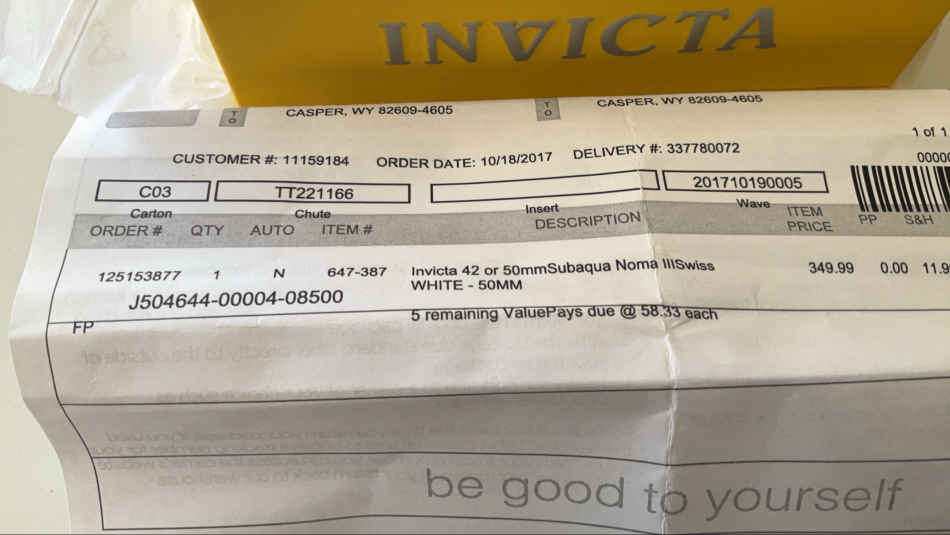 INVICTA
TO CASPER, WY 82609-4605 TO CASPER, WY 82609-4605
1 of 1
CUSTOMER #: 11159184 ORDER DATE: 10/18/2017 DELIVERY #: 337780072
C03 TT221166 201710190005
Carton Chute Insert Wave
ORDER # QTY AUTO ITEM # DESCRIPTION ITEM PRICE PP S&H
125153877 1 N 647-387 Invicta 42 or 50mmSubaqua Noma IIISwiss 349.99 0.00
WHITE - 50MM
J504644-00004-08500
5 remaining ValuePays due @ 58.33 each
FP
be good to yourself